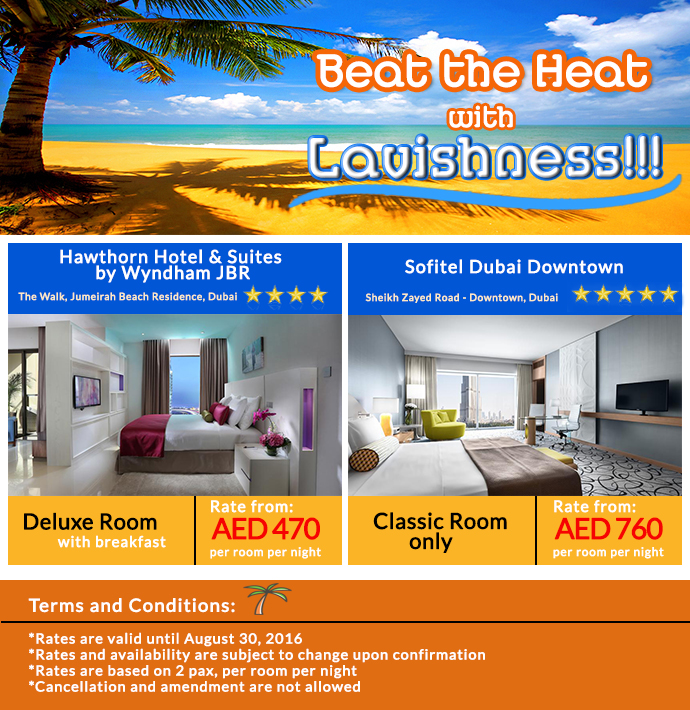 Beat the Heat
with
Lavishness!!!
Hawthorn Hotel & Suites
by Wyndham JBR
The Walk, Jumeirah Beach Residence, Dubai
Deluxe Room
with breakfast
Rate from:
AED 470
per room per night
Sofitel Dubai Downtown
Sheikh Zayed Road - Downtown, Dubai
Classic Room
only
Rate from:
AED 760
per room per night
Terms and Conditions:
*Rates are valid until August 30, 2016
*Rates and availability are subject to change upon confirmation
*Rates are based on 2 pax, per room per night
*Cancellation and amendment are not allowed